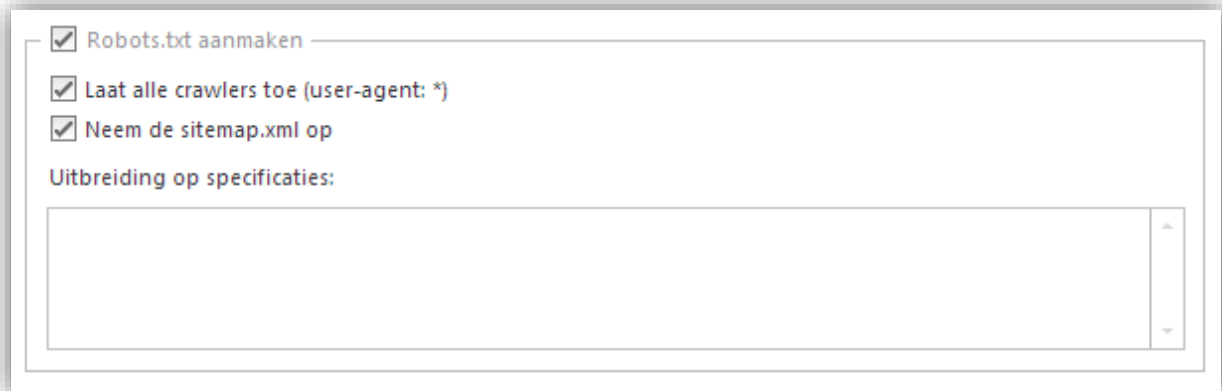 Robots.txt aanmaken
Laat alle crawlers toe (user-agent: *)
Neem de sitemap.xml op
Uitbreiding op specificaties: